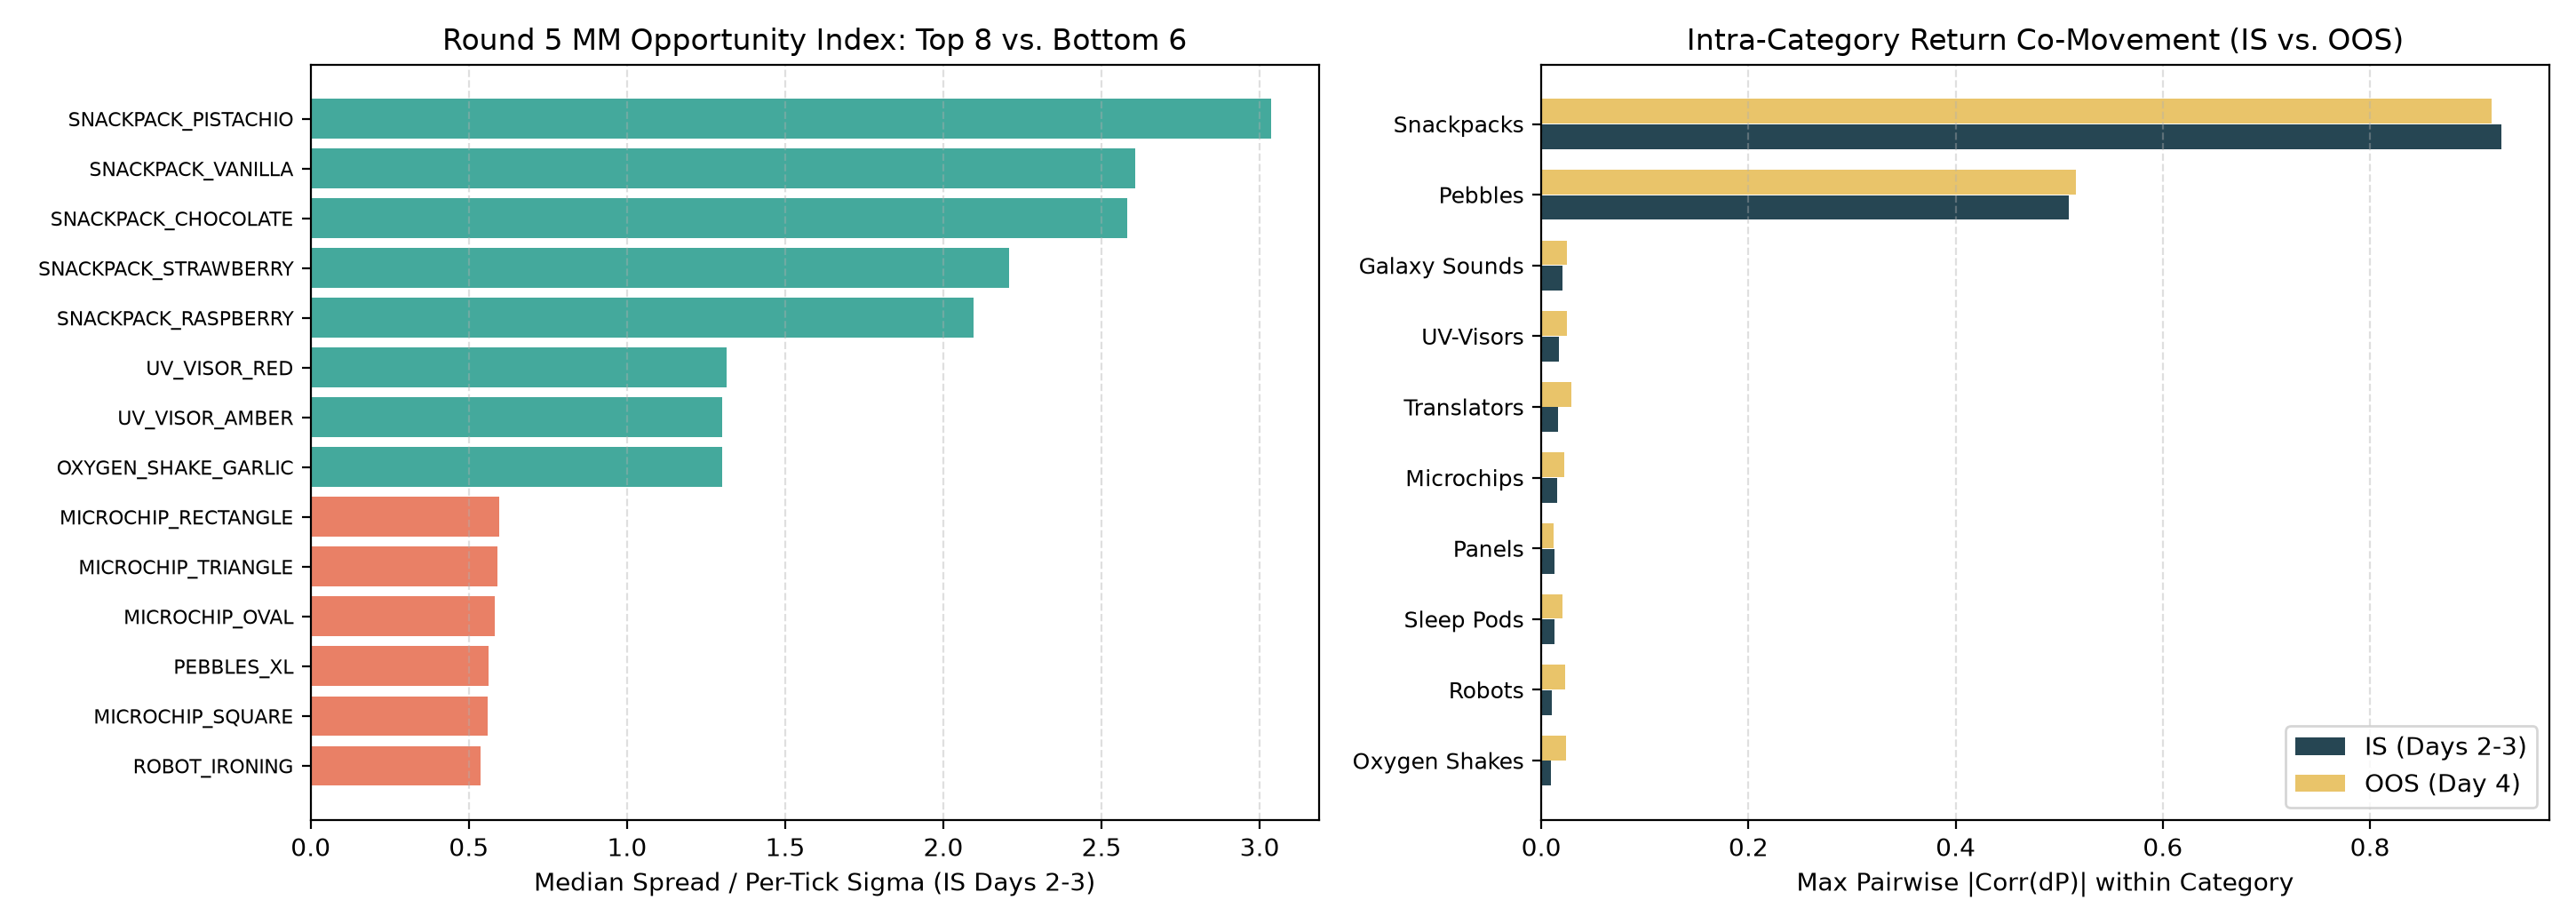 Round 5 MM Opportunity Index: Top 8 vs. Bottom 6
SNACKPACK_PISTACHIO
SNACKPACK_VANILLA
SNACKPACK_CHOCOLATE
SNACKPACK_STRAWBERRY
SNACKPACK_RASPBERRY
UV_VISOR_RED
UV_VISOR_AMBER
OXYGEN_SHAKE_GARLIC
MICROCHIP_RECTANGLE
MICROCHIP_TRIANGLE
MICROCHIP_OVAL
PEBBLES_XL
MICROCHIP_SQUARE
ROBOT_IRONING
0.0 0.5 1.0 1.5 2.0 2.5 3.0
Median Spread / Per-Tick Sigma (IS Days 2-3)
Intra-Category Return Co-Movement (IS vs. OOS)
Snackpacks
Pebbles
Galaxy Sounds
UV-Visors
Translators
Microchips
Panels
Sleep Pods
Robots
Oxygen Shakes
IS (Days 2-3)
OOS (Day 4)
0.0 0.2 0.4 0.6 0.8
Max Pairwise |Corr(dP)| within Category